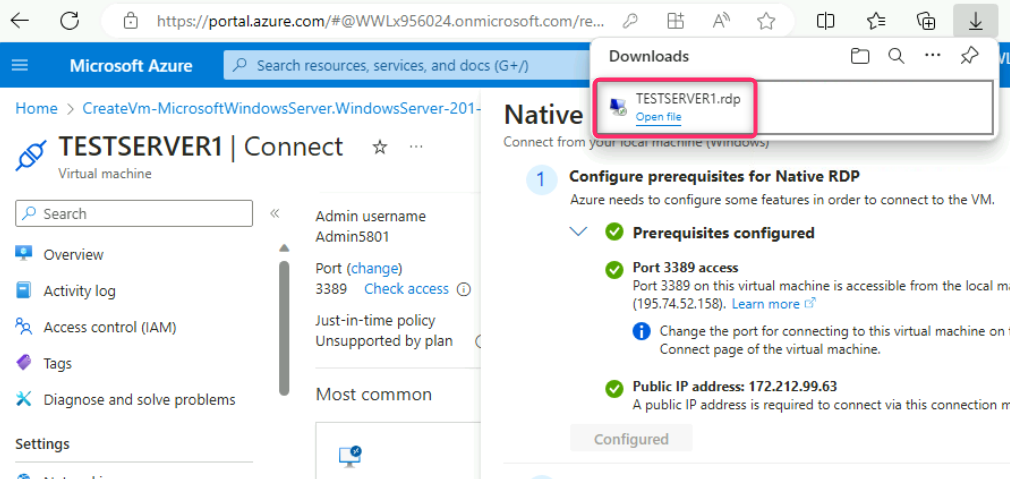 https://portal.azure.com/#@WWLx956024.onmicrosoft.com/re...
Microsoft Azure
Search resources, services, and docs (G+/)
Downloads
TESTSERVER1.rdp
Open file
Home > CreateVm-MicrosoftWindowsServer.WindowsServer-201-
TESTSERVER1 | Connect
Virtual machine
Search
Overview
Activity log
Access control (IAM)
Tags
Diagnose and solve problems
Settings
Admin username
Admin5801
Port (change)
3389 Check access
Just-in-time policy
Unsupported by plan
Most common
Native
Connect from your local machine (Windows)
1 Configure prerequisites for Native RDP
Azure needs to configure some features in order to connect to the VM.
Prerequisites configured
Port 3389 access
Port 3389 on this virtual machine is accessible from the local
(195.74.52.158). Learn more
Change the port for connecting to this virtual machine on
Connect page of the virtual machine.
Public IP address: 172.212.99.63
A public IP address is required to connect via this connection
Configured